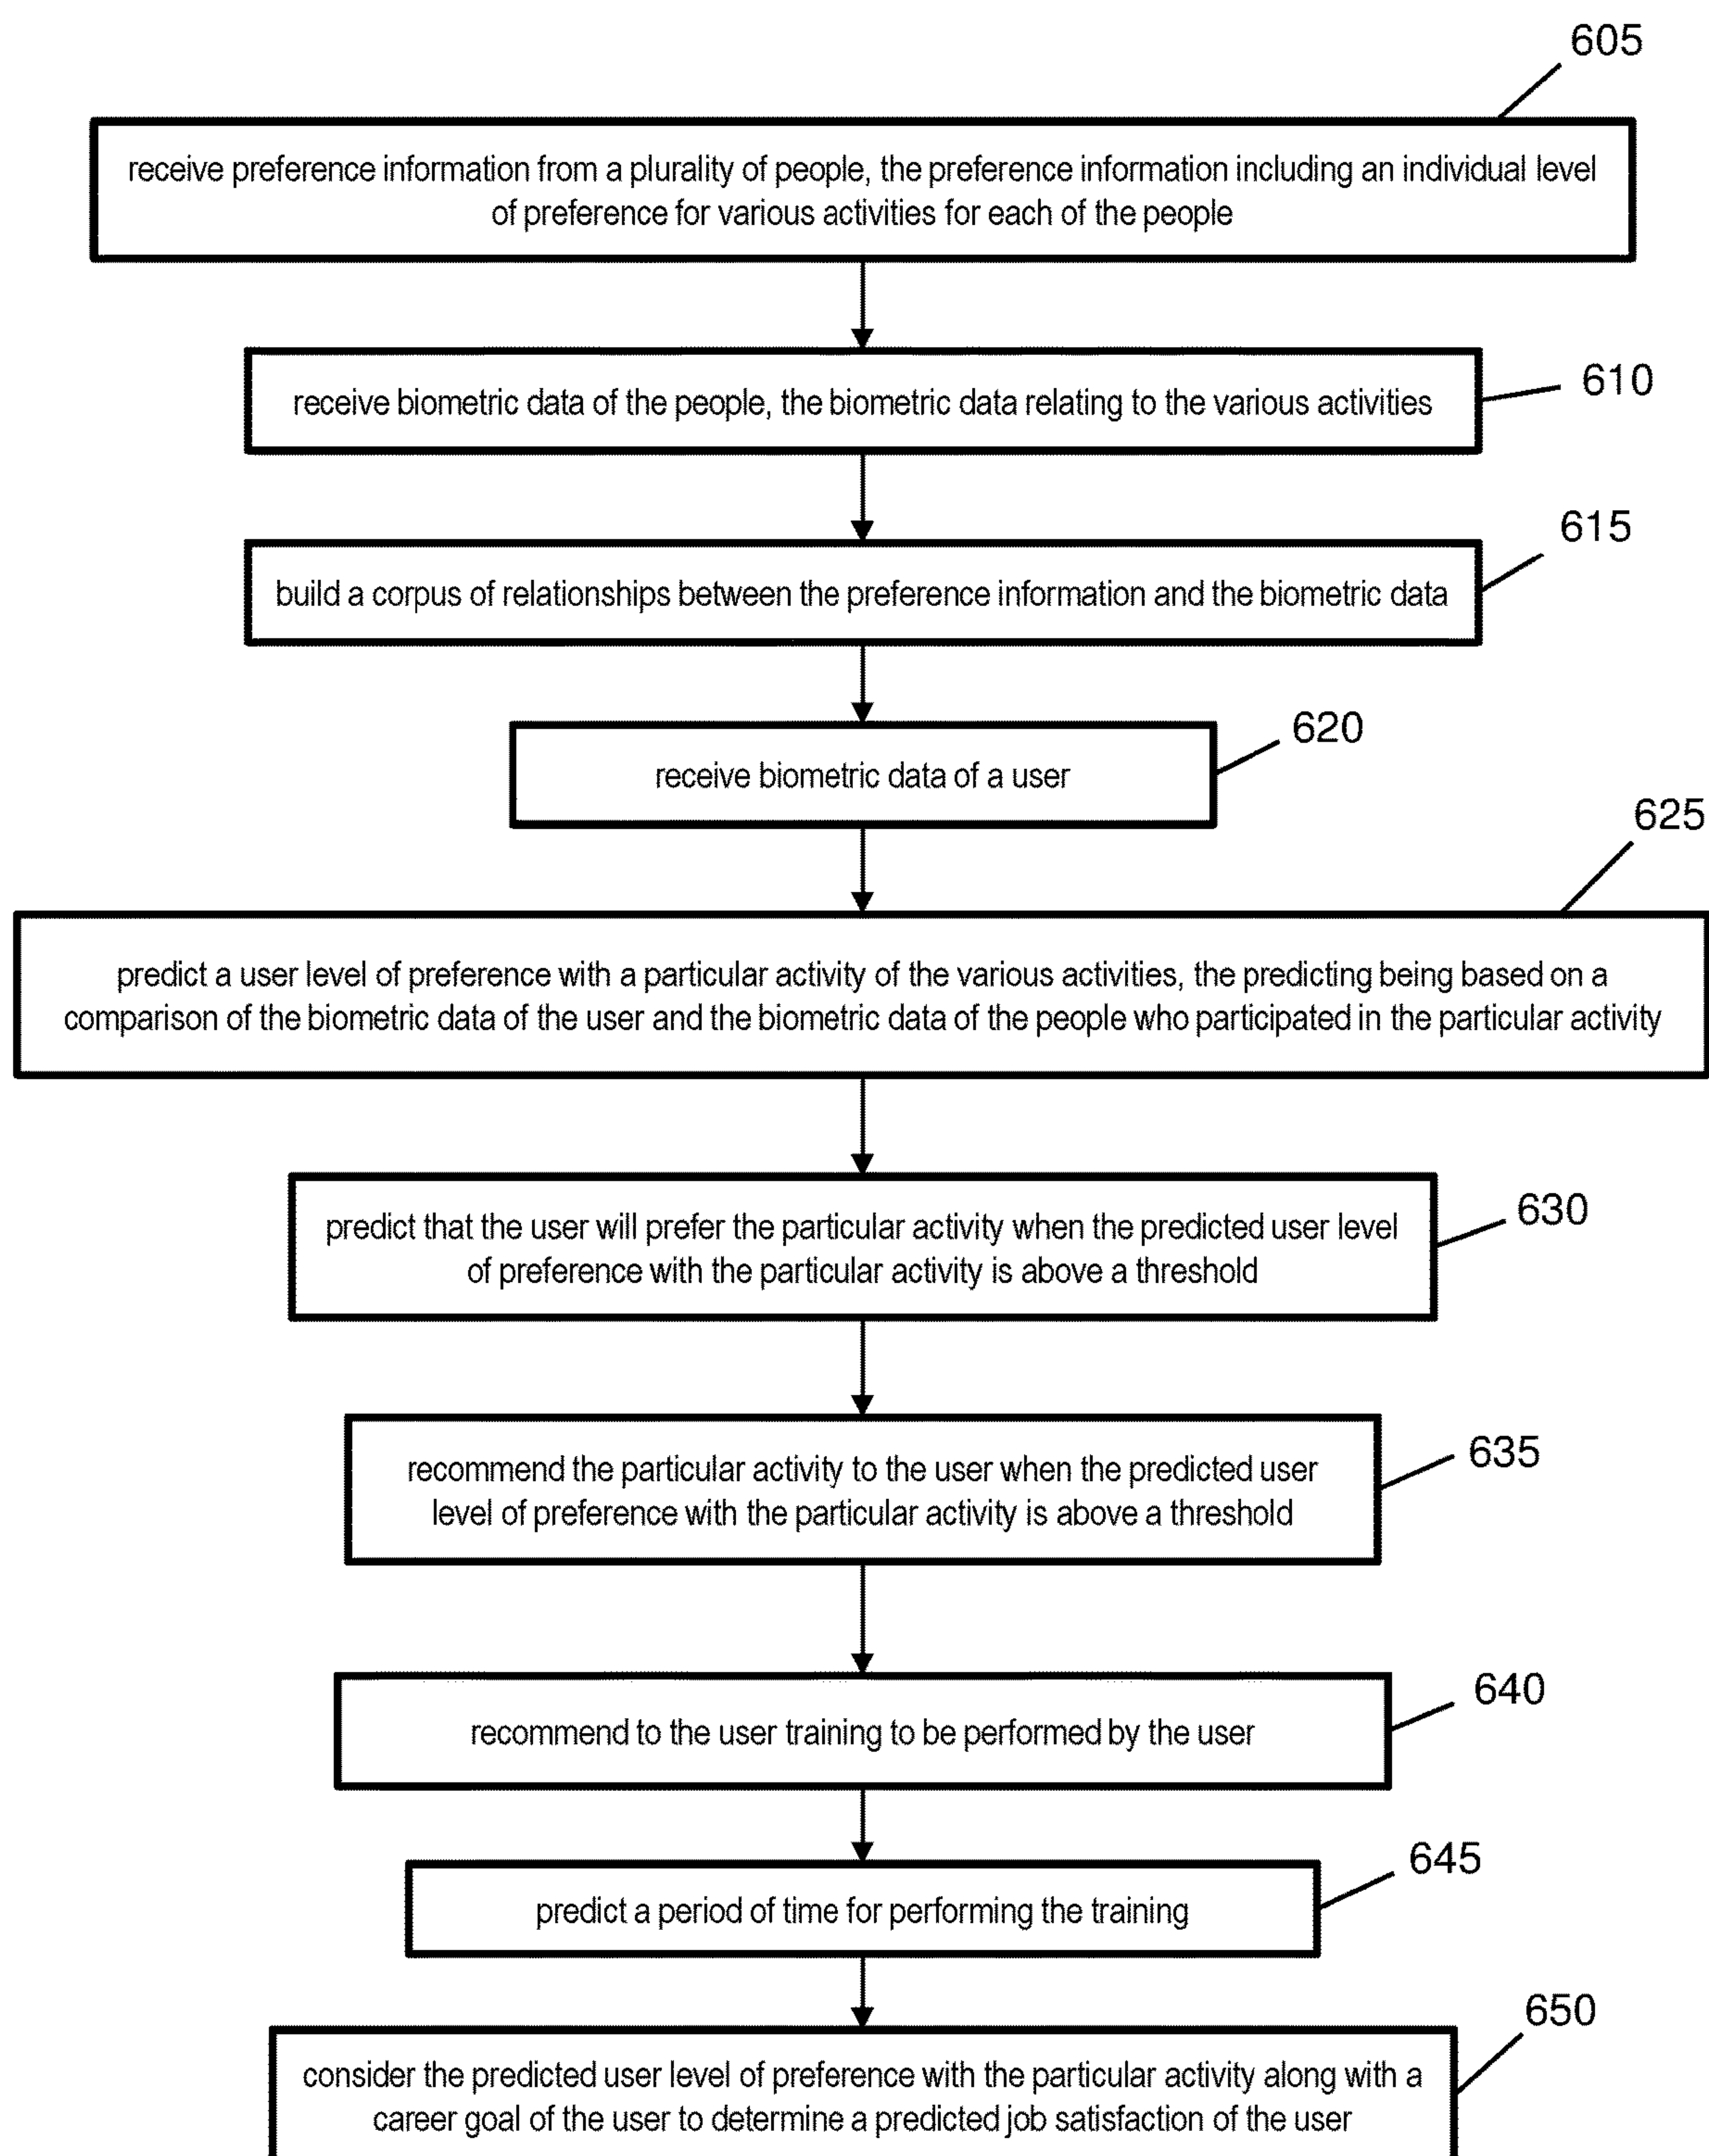 605
receive preference information from a plurality of people, the preference information including an individual level
of preference for various activities for each of the people
receive biometric data of the people, the biometric data relating to the various activities
610
615
build a corpus of relationships between the preference information and the biometric data
620
receive biometric data of a user
625
predict a user level of preference with a particular activity of the various activities, the predicting being based on a
comparison of the biometric data of the user and the biometric data of the people who participated in the particular activity
630
predict that the user will prefer the particular activity when the predicted user level
of preference with the particular activity is above a threshold
635
recommend the particular activity to the user when the predicted user
level of preference with the particular activity is above a threshold
640
recommend to the user training to be performed by the user
645
predict a period of time for performing the training
650
consider the predicted user level of preference with the particular activity along with a
career goal of the user to determine a predicted job satisfaction of the user